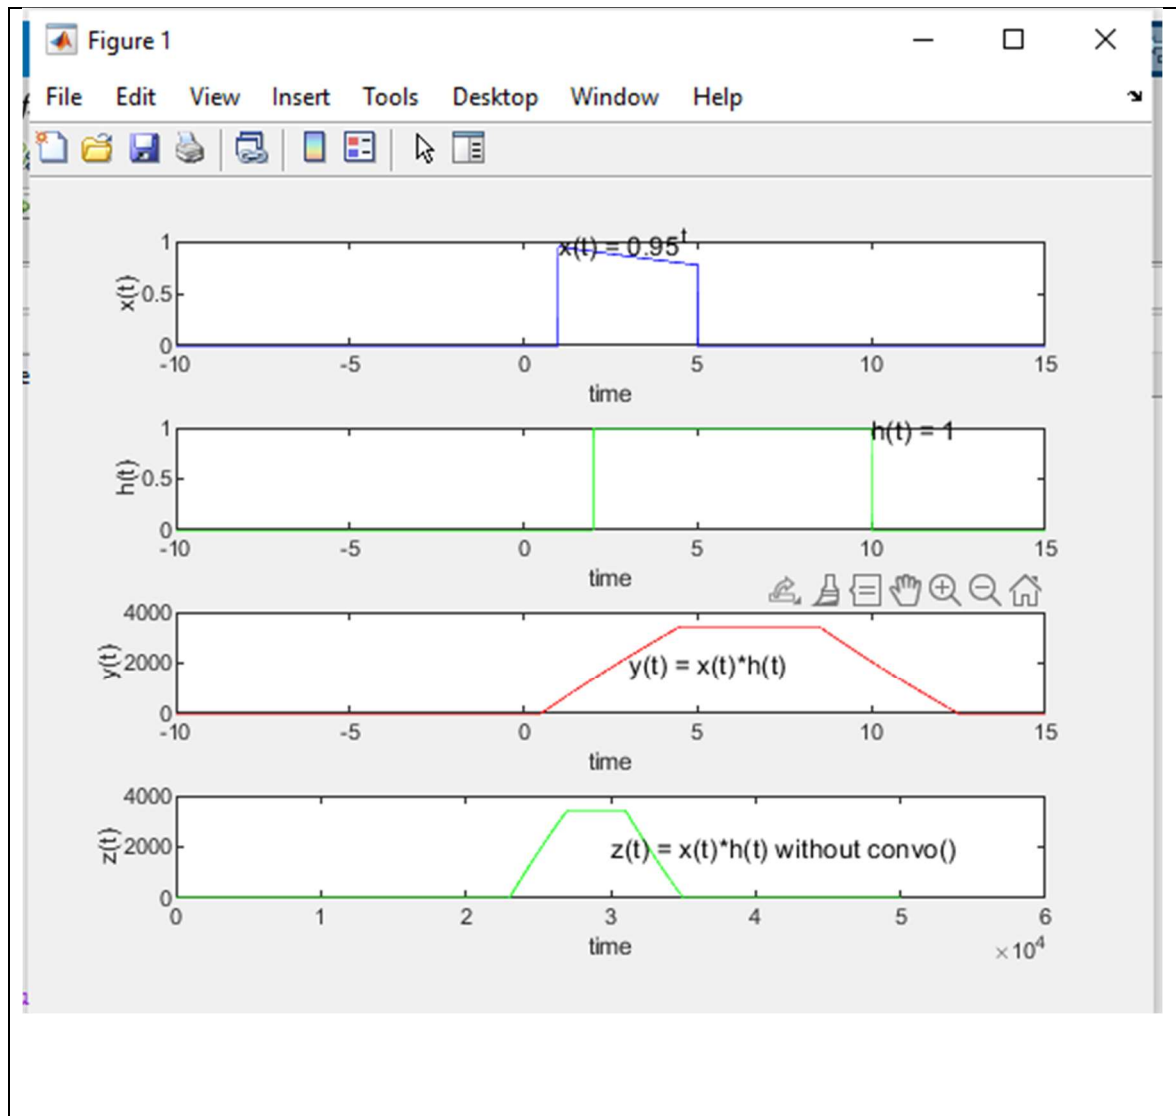 Figure 1
File Edit View Insert Tools Desktop Window Help
x(t) = 0.95^t
1
0.5
0
x(t)
-10 -5 0 5 10 15
time
h(t) = 1
1
0.5
0
h(t)
-10 -5 0 5 10 15
time
4000
2000
0
y(t)
y(t) = x(t)*h(t)
-10 -5 0 5 10 15
time
4000
2000
0
z(t)
z(t) = x(t)*h(t) without convo()
0 1 2 3 4 5 6
time
×10^4